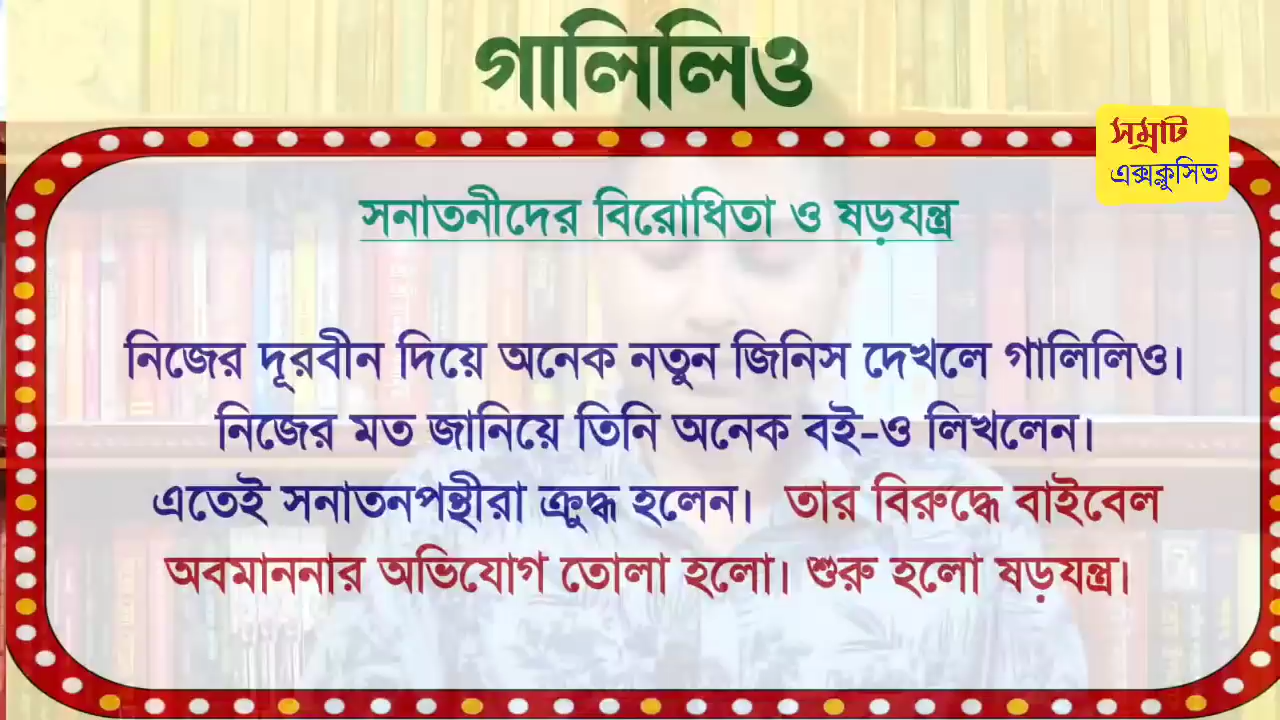 গালিলিও
সম্রাট
এক্সক্লুসিভ
সনাতনীদের বিরোধিতা ও ষড়যন্ত্র
নিজের দূরবীন দিয়ে অনেক নতুন জিনিস দেখলে গালিলিও।
নিজের মত জানিয়ে তিনি অনেক বই-ও লিখলেন।
এতেই সনাতনপন্থীরা ক্রুদ্ধ হলেন। তার বিরুদ্ধে বাইবেল
অবমাননার অভিযোগ তোলা হলো। শুরু হলো ষড়যন্ত্র।